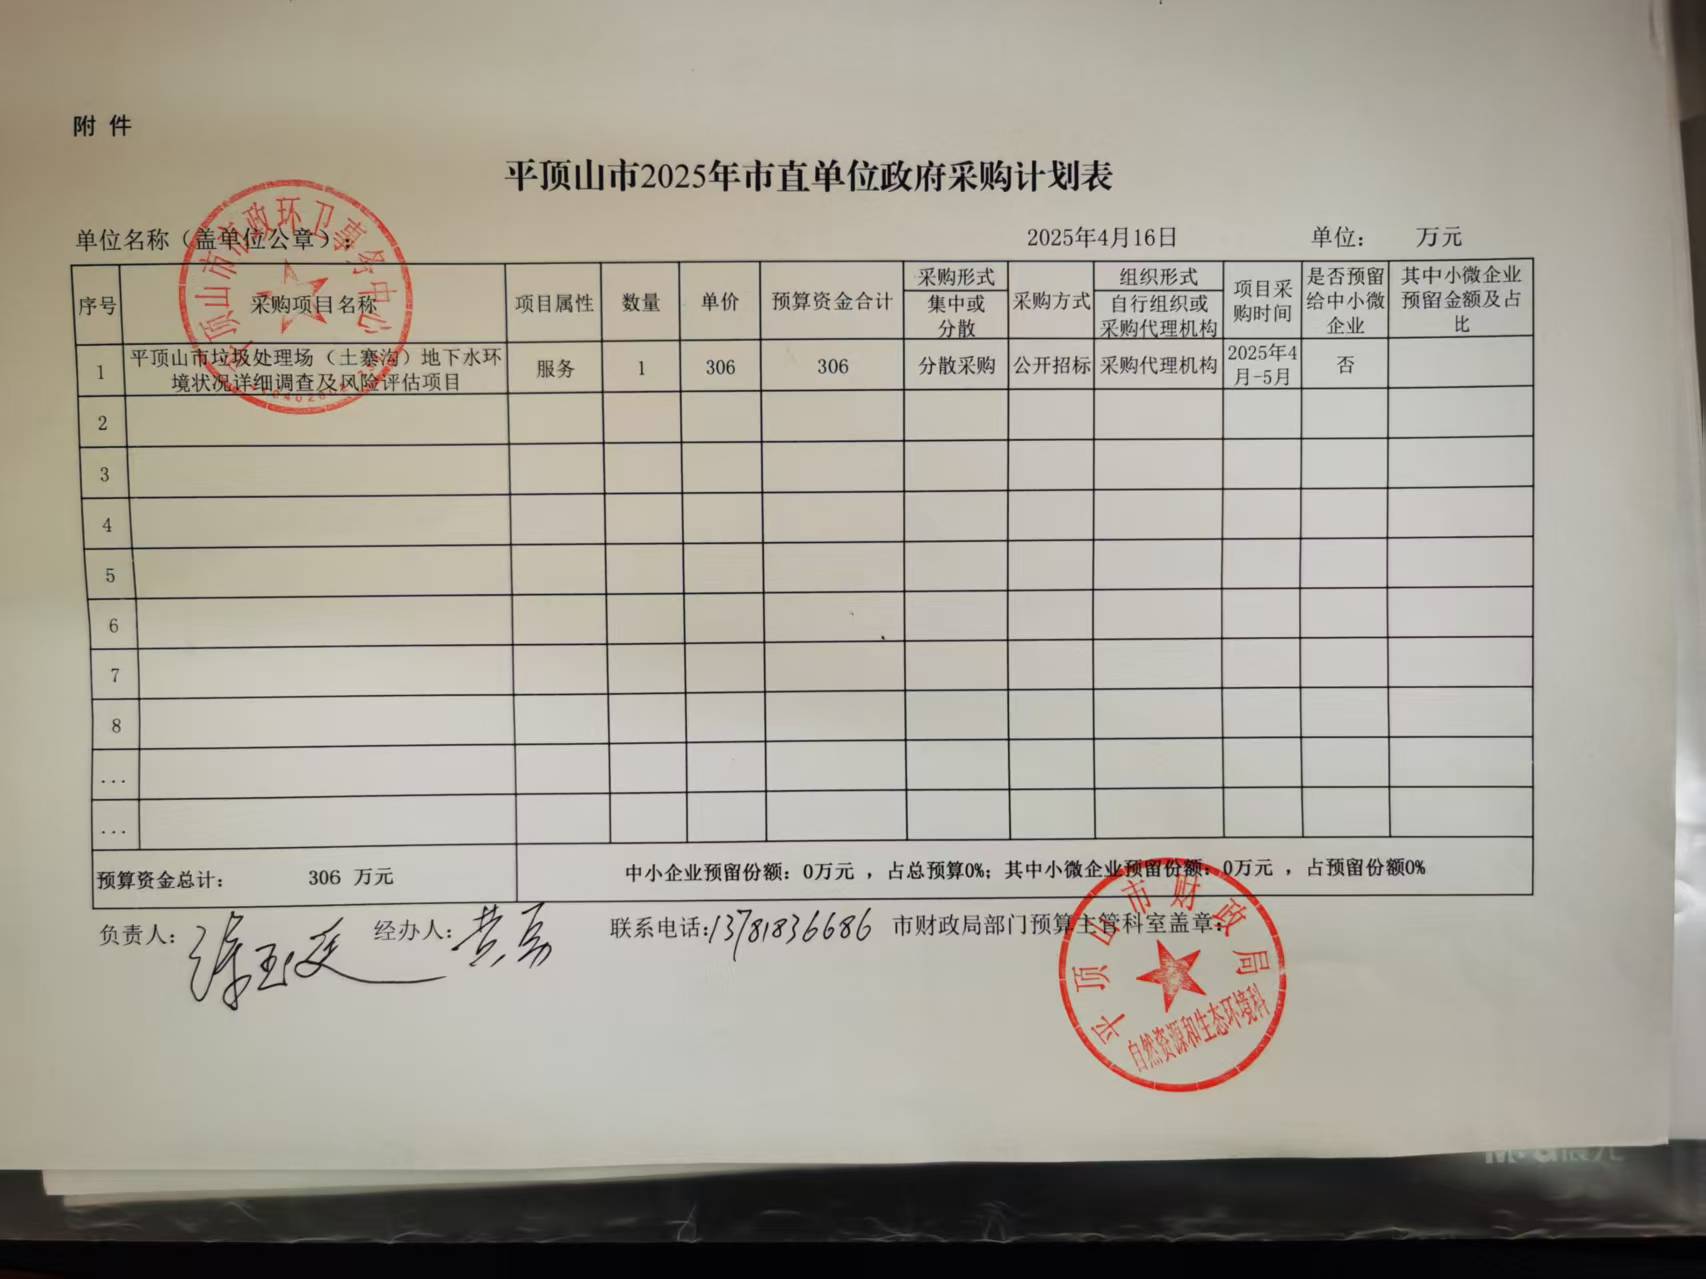 附 件
平顶山市2025年市直单位政府采购计划表
单位名称（盖单位公章）： 2025年4月16日 单位： 万元
平顶山市市政环卫事务中心
序号 采购项目名称 项目属性 数量 单价 预算资金合计 采购形式 集中或分散 采购方式 组织形式 自行组织或采购代理机构 项目采购时间 是否预留给中小微企业 其中小微企业预留金额及占比
1 平顶山市垃圾处理场（土寨沟）地下水环境状况详细调查及风险评估项目 服务 1 306 306 分散采购 公开招标 采购代理机构 2025年4月-5月 否
2
3
4
5
6
7
8
...
...
预算资金总计： 306 万元 中小企业预留份额：0万元 ，占总预算0%；其中小微企业预留份额：0万元 ，占预留份额0%
负责人： 经办人： 联系电话：13781836686 市财政局部门预算主管科室盖章：
平顶山市财政局
自然资源和生态环境科